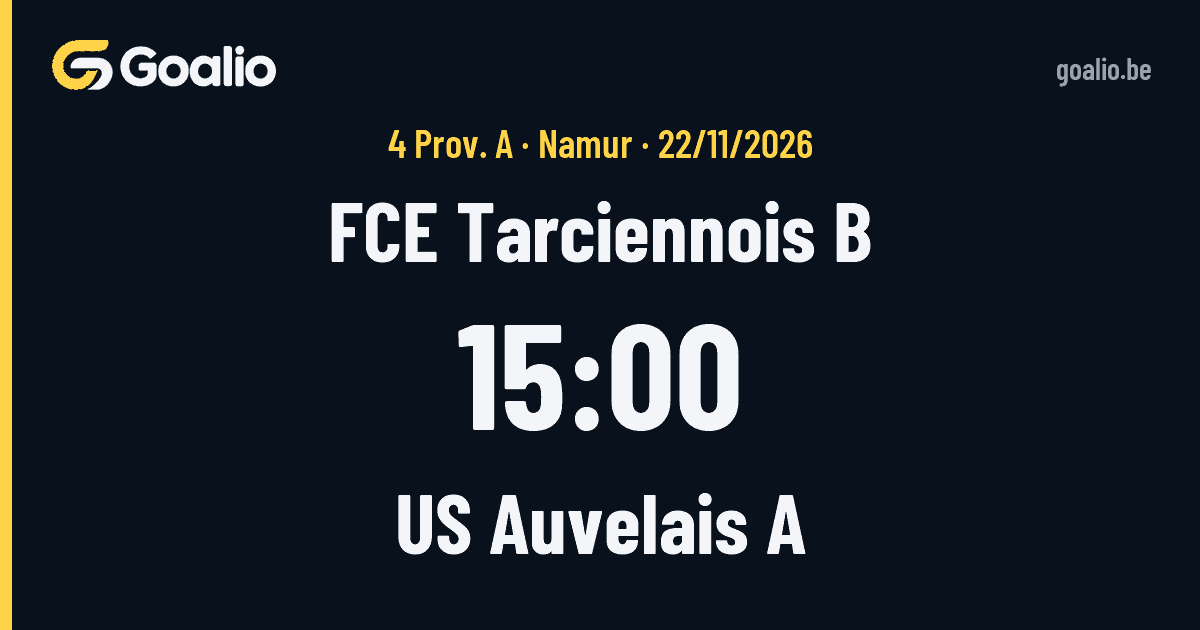 Goalio
goalio.be
4 Prov. A · Namur · 22/11/2026
FCE Tarciennois B
15:00
US Auvelais A